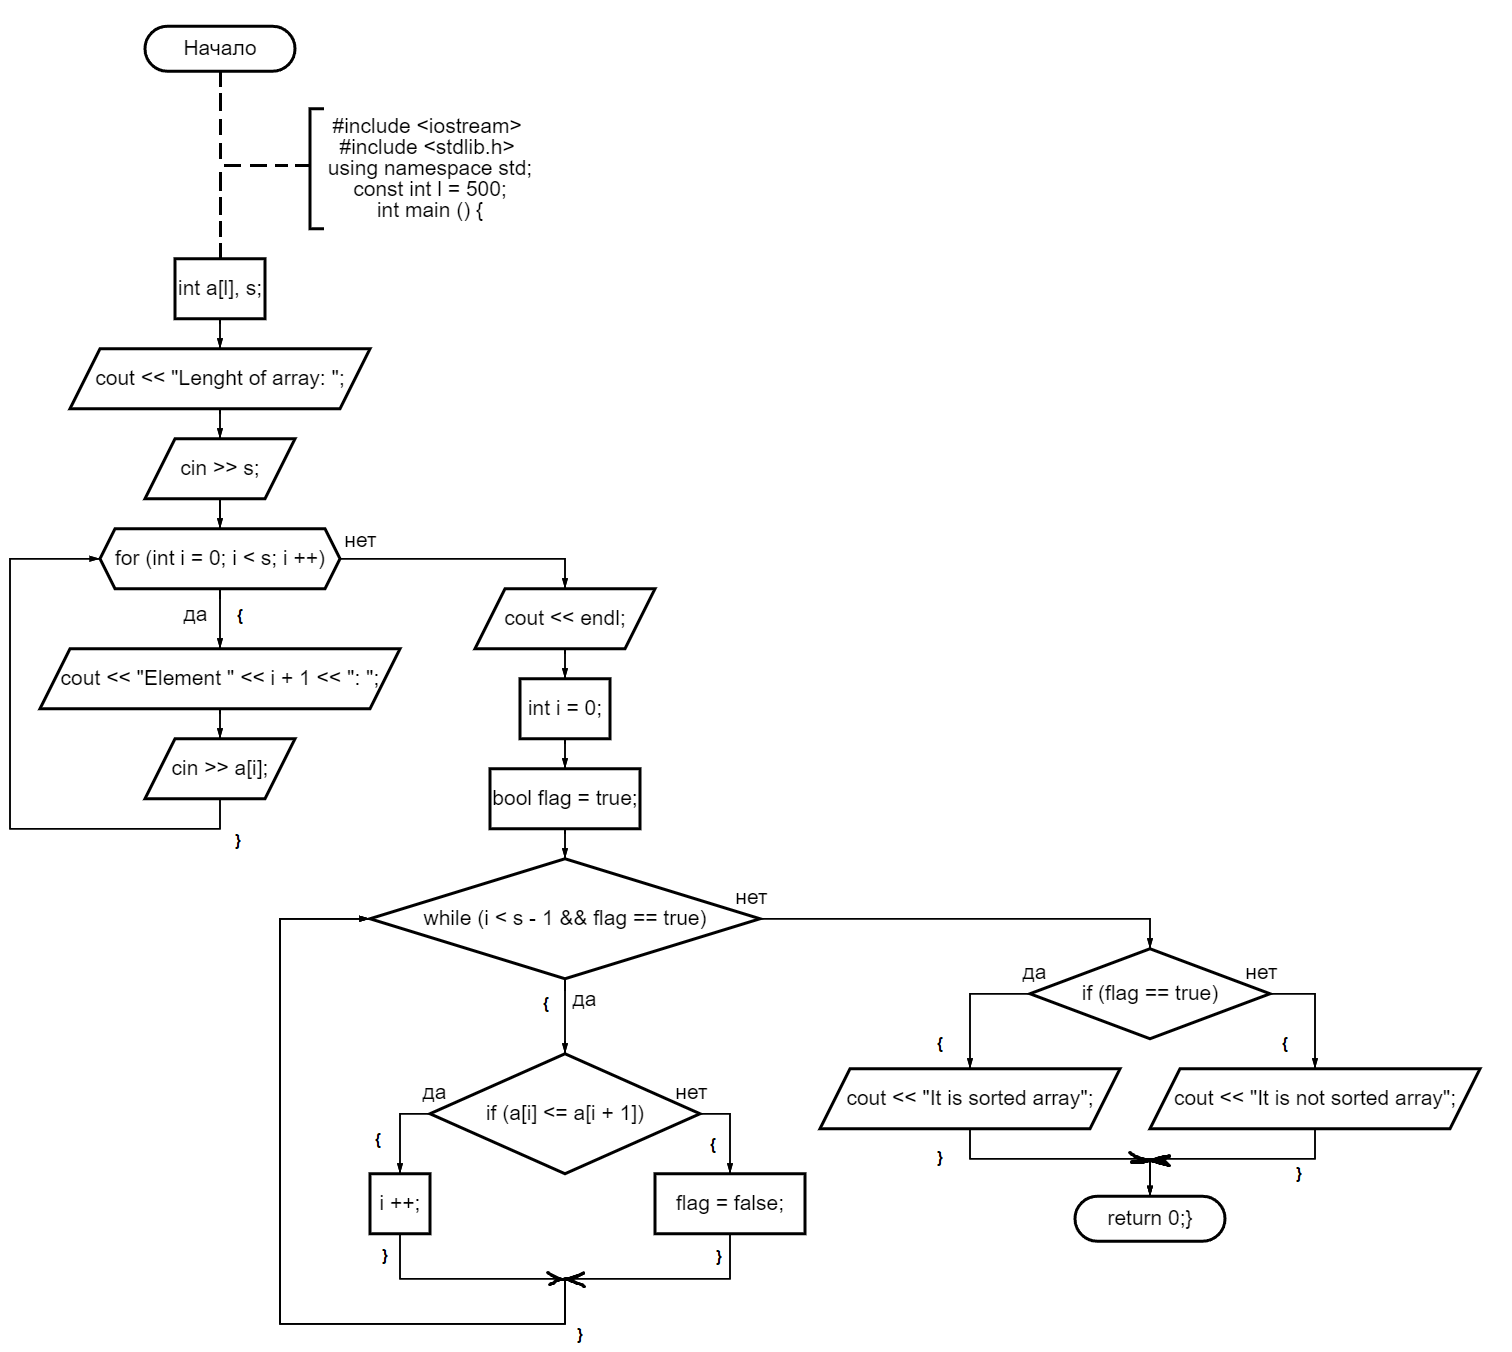 Начало
#include <iostream>
#include <stdlib.h>
using namespace std;
const int l = 500;
int main () {
int a[l], s;
cout << "Lenght of array: ";
cin >> s;
for (int i = 0; i < s; i ++)
нет
да
{
cout << "Element " << i + 1 << ": ";
cin >> a[i];
}
cout << endl;
int i = 0;
bool flag = true;
while (i < s - 1 && flag == true)
нет
{
да
if (a[i] <= a[i + 1])
да
нет
{
{
i ++;
flag = false;
}
}
}
if (flag == true)
да
нет
{
{
cout << "It is sorted array";
cout << "It is not sorted array";
}
}
return 0;}